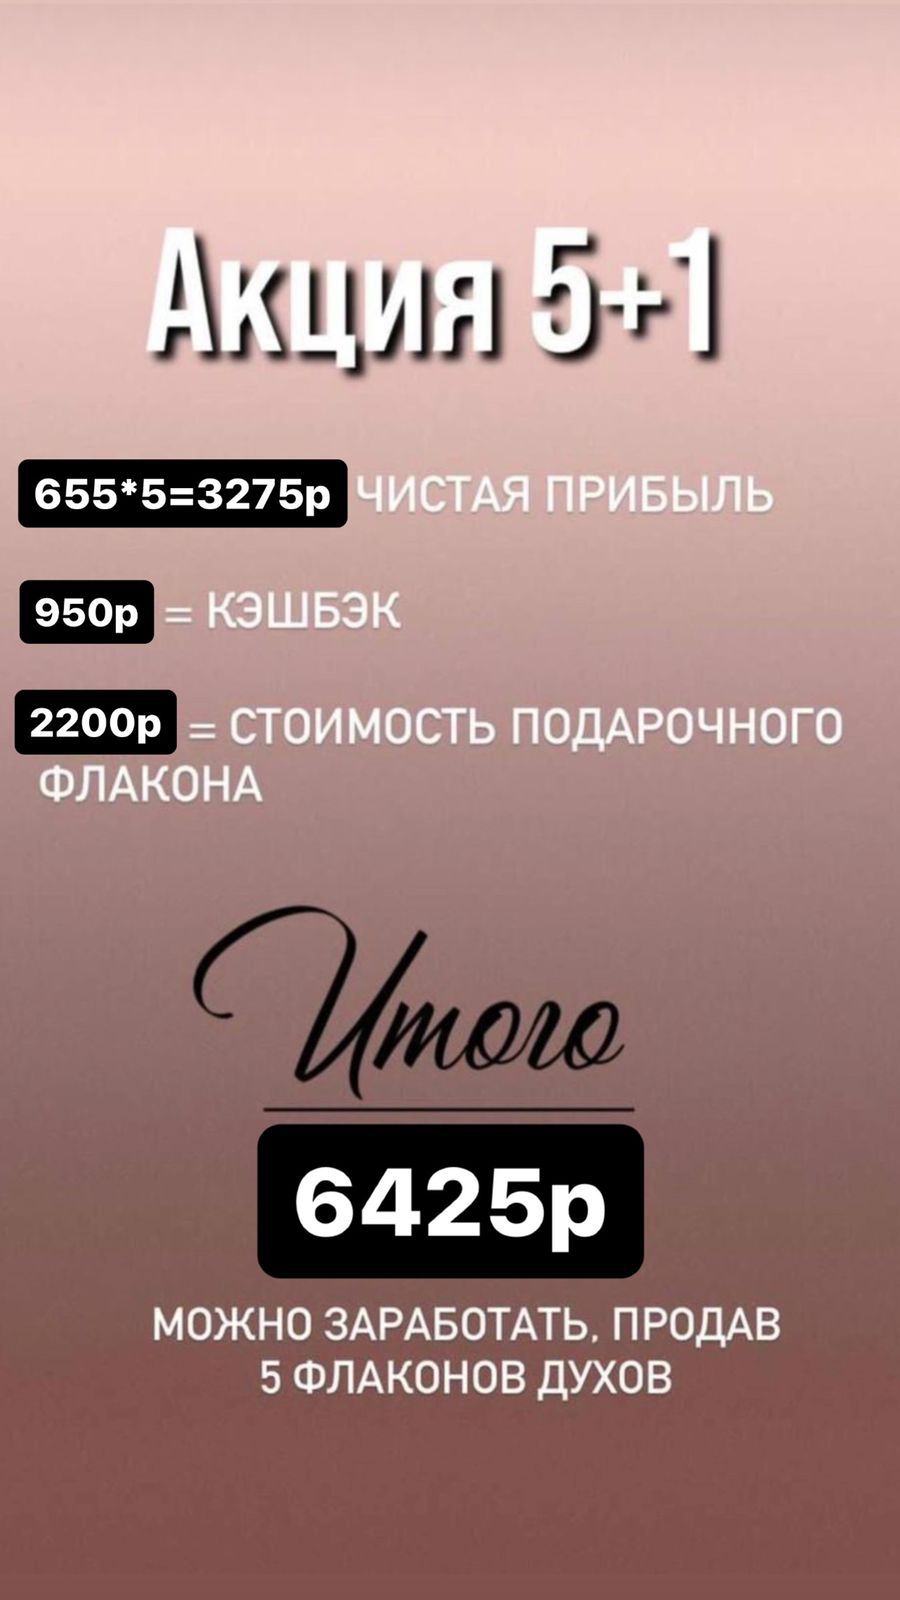 Акция 5+1
655*5=3275р ЧИСТАЯ ПРИБЫЛЬ
950р = КЭШБЭК
2200р = СТОИМОСТЬ ПОДАРОЧНОГО
ФЛАКОНА
Итого
6425р
МОЖНО ЗАРАБОТАТЬ, ПРОДАВ
5 ФЛАКОНОВ ДУХОВ